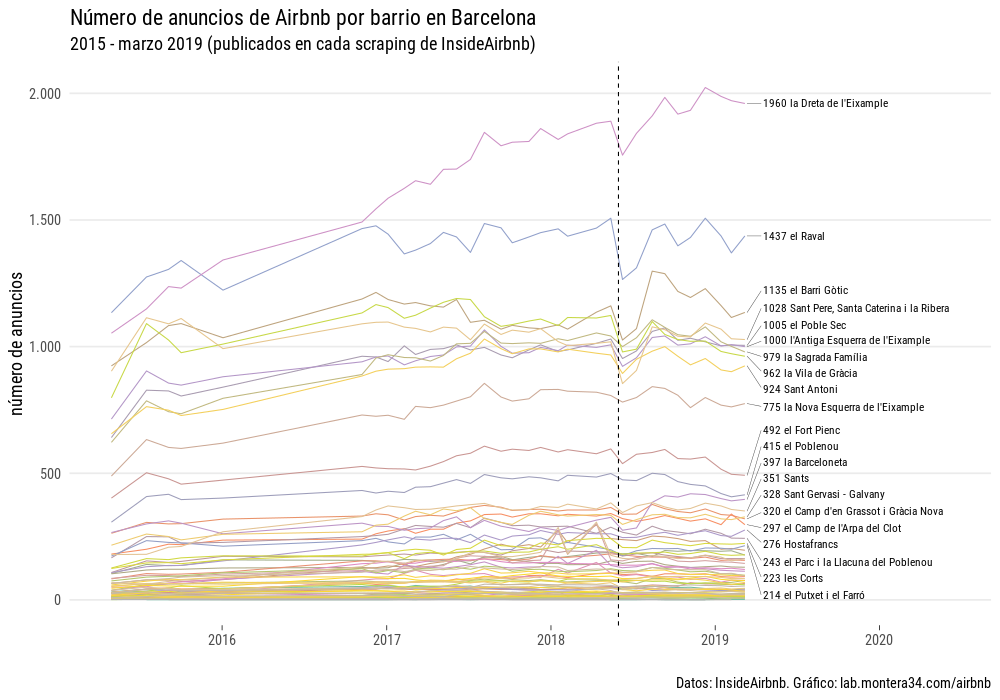 Número de anuncios de Airbnb por barrio en Barcelona
2015 - marzo 2019 (publicados en cada scraping de InsideAirbnb)
número de anuncios
2.000
1.500
1.000
500
0
1960 la Dreta de l'Eixample
1437 el Raval
1135 el Barri Gòtic
1028 Sant Pere, Santa Caterina i la Ribera
1005 el Poble Sec
1000 l'Antiga Esquerra de l'Eixample
979 la Sagrada Família
962 la Vila de Gràcia
924 Sant Antoni
775 la Nova Esquerra de l'Eixample
492 el Fort Pienc
415 el Poblenou
397 la Barceloneta
351 Sants
328 Sant Gervasi - Galvany
320 el Camp d'en Grassot i Gràcia Nova
297 el Camp de l'Arpa del Clot
276 Hostafrancs
243 el Parc i la Llacuna del Poblenou
223 les Corts
214 el Putxet i el Farró
2016
2017
2018
2019
2020
Datos: InsideAirbnb. Gráfico: lab.montera34.com/airbnb